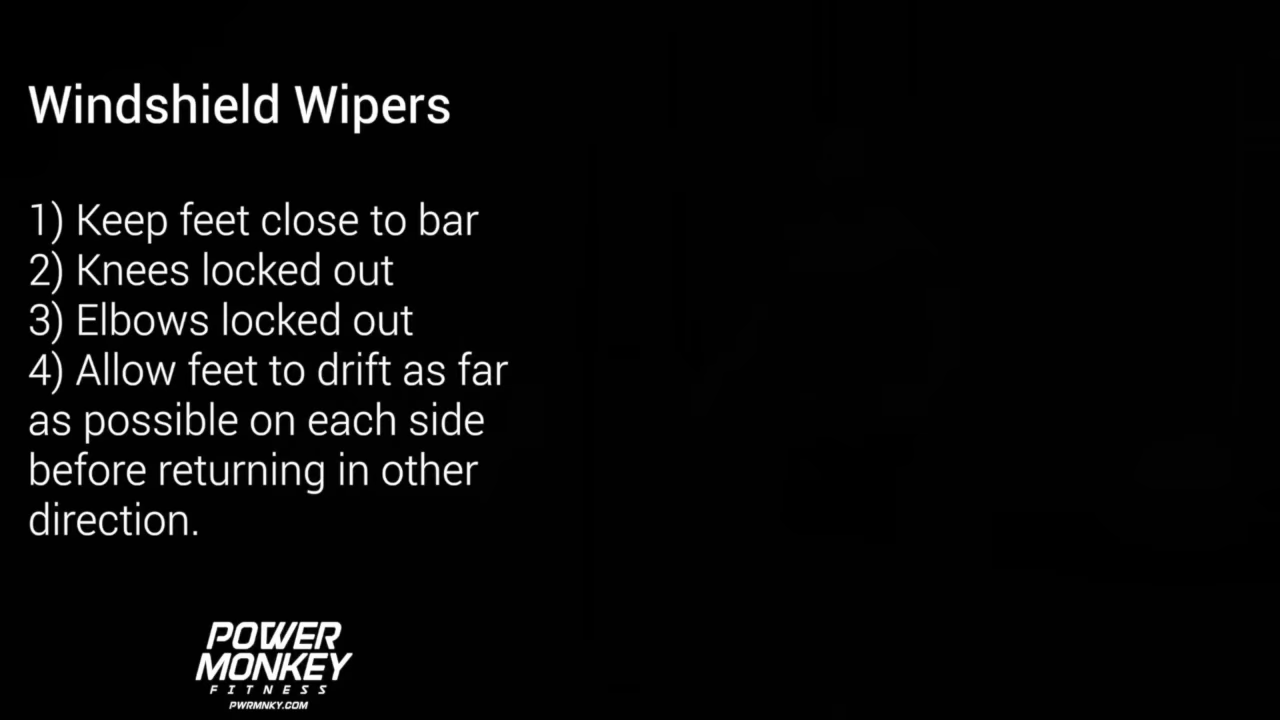 Windshield Wipers
1) Keep feet close to bar
2) Knees locked out
3) Elbows locked out
4) Allow feet to drift as far
as possible on each side
before returning in other
direction.
POWER
MONKEY
FITNESS
PWRMNKY.COM